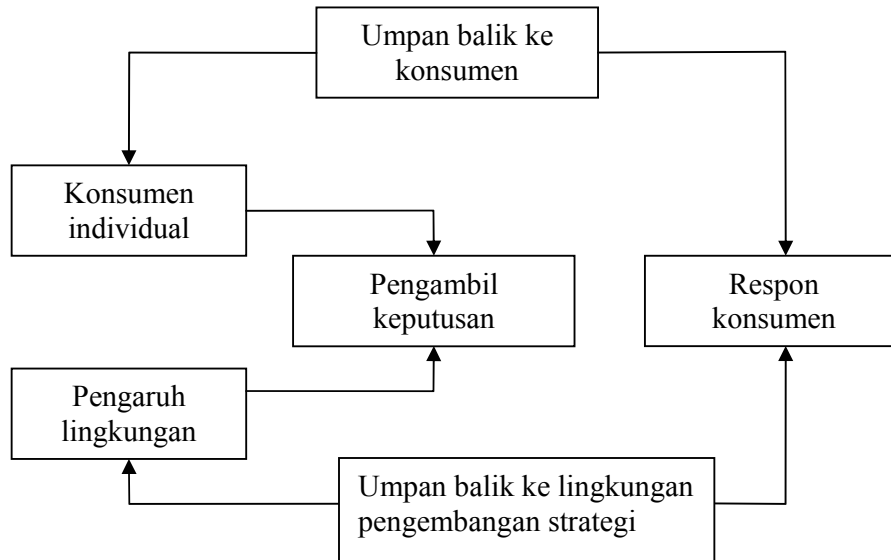 Umpan balik ke
konsumen
Konsumen
individual
Pengambil
keputusan
Respon
konsumen
Pengaruh
lingkungan
Umpan balik ke lingkungan
pengembangan strategi